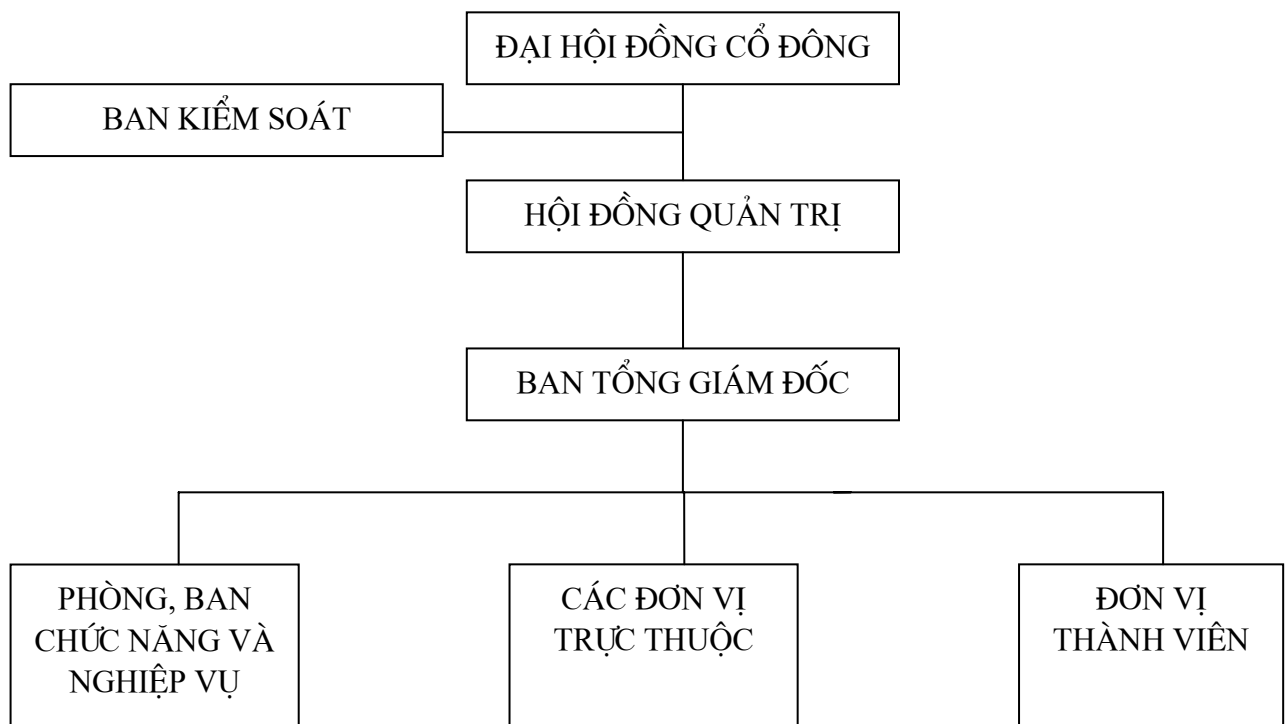 ĐẠI HỘI ĐỒNG CỔ ĐÔNG
BAN KIỂM SOÁT
HỘI ĐỒNG QUẢN TRỊ
BAN TỔNG GIÁM ĐỐC
PHÒNG, BAN
CHỨC NĂNG VÀ
NGHIỆP VỤ
CÁC ĐƠN VỊ
TRỰC THUỘC
ĐƠN VỊ
THÀNH VIÊN